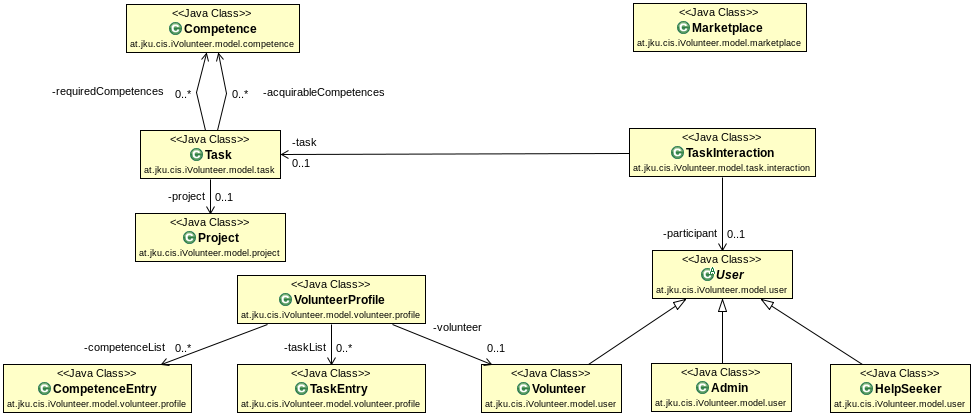 <<Java Class>>
Competence
at.jku.cis.iVolunteer.model.competence
<<Java Class>>
Marketplace
at.jku.cis.iVolunteer.model.marketplace
-requiredCompetences 0..*
0..* -acquirableCompetences
<<Java Class>>
Task
at.jku.cis.iVolunteer.model.task
-task
0..1
<<Java Class>>
TaskInteraction
at.jku.cis.iVolunteer.model.task.interaction
-project 0..1
<<Java Class>>
Project
at.jku.cis.iVolunteer.model.project
-participant 0..1
<<Java Class>>
User
at.jku.cis.iVolunteer.model.user
<<Java Class>>
VolunteerProfile
at.jku.cis.iVolunteer.model.volunteer.profile
-competenceList 0..*
-taskList 0..*
-volunteer
0..1
<<Java Class>>
CompetenceEntry
at.jku.cis.iVolunteer.model.volunteer.profile
<<Java Class>>
TaskEntry
at.jku.cis.iVolunteer.model.volunteer.profile
<<Java Class>>
Volunteer
at.jku.cis.iVolunteer.model.user
<<Java Class>>
Admin
at.jku.cis.iVolunteer.model.user
<<Java Class>>
HelpSeeker
at.jku.cis.iVolunteer.model.user